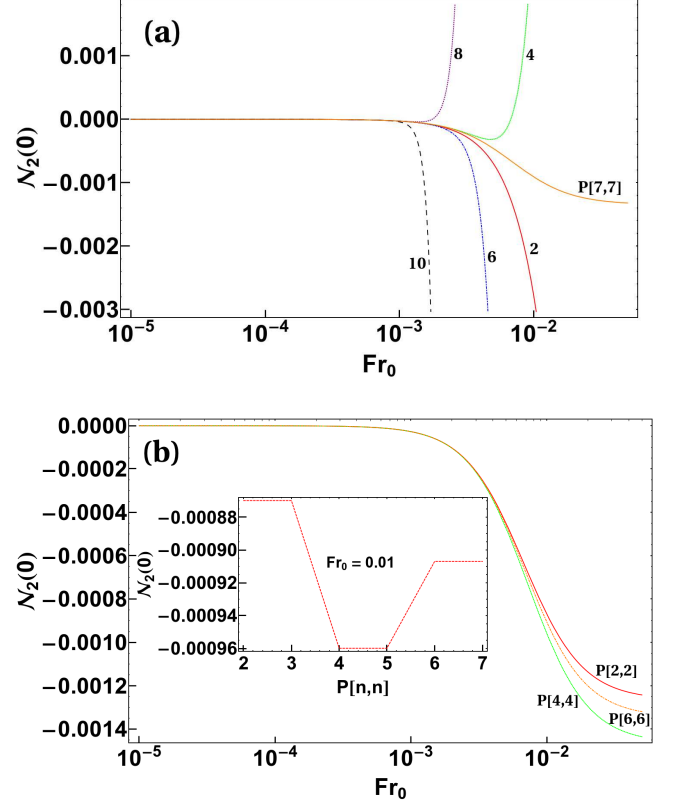 (a)
8
4
0.001
0.000
−0.001
−0.002
−0.003
𝒩₂(0)
P[7,7]
2
6
10
10⁻⁵
10⁻⁴
10⁻³
10⁻²
Fr₀
(b)
0.0000
−0.0002
−0.0004
−0.0006
−0.0008
−0.0010
−0.0012
−0.0014
𝒩₂(0)
−0.00088
−0.00090
−0.00092
−0.00094
−0.00096
𝒩₂(0)
Fr₀ = 0.01
2 3 4 5 6 7
P[n,n]
P[2,2]
P[4,4]
P[6,6]
10⁻⁵
10⁻⁴
10⁻³
10⁻²
Fr₀